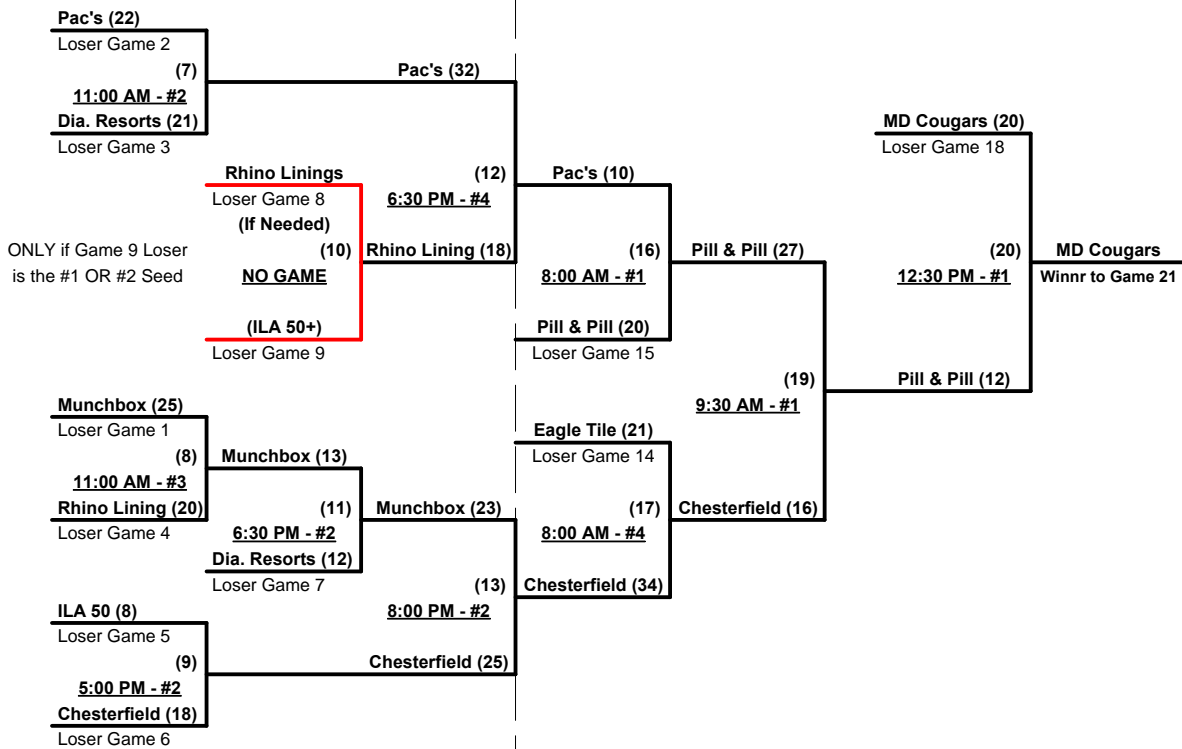 Pac's (22)
Loser Game 2
(7)
11:00 AM - #2
Dia. Resorts (21)
Loser Game 3
Pac's (32)
Rhino Linings
Loser Game 8
(If Needed)
(10)
NO GAME
(ILA 50+)
Loser Game 9
ONLY if Game 9 Loser
is the #1 OR #2 Seed
(12)
6:30 PM - #4
Rhino Lining (18)
Pac's (10)
(16)
8:00 AM - #1
Pill & Pill (20)
Loser Game 15
Pill & Pill (27)
MD Cougars (20)
Loser Game 18
(20)
12:30 PM - #1
MD Cougars
Winnr to Game 21
(19)
9:30 AM - #1
Pill & Pill (12)
Munchbox (25)
Loser Game 1
(8)
11:00 AM - #3
Rhino Lining (20)
Loser Game 4
Munchbox (13)
(11)
6:30 PM - #2
Dia. Resorts (12)
Loser Game 7
Munchbox (23)
Eagle Tile (21)
Loser Game 14
(17)
8:00 AM - #4
Chesterfield (16)
(13)
8:00 PM - #2
Chesterfield (34)
ILA 50 (8)
Loser Game 5
(9)
5:00 PM - #2
Chesterfield (18)
Loser Game 6
Chesterfield (25)